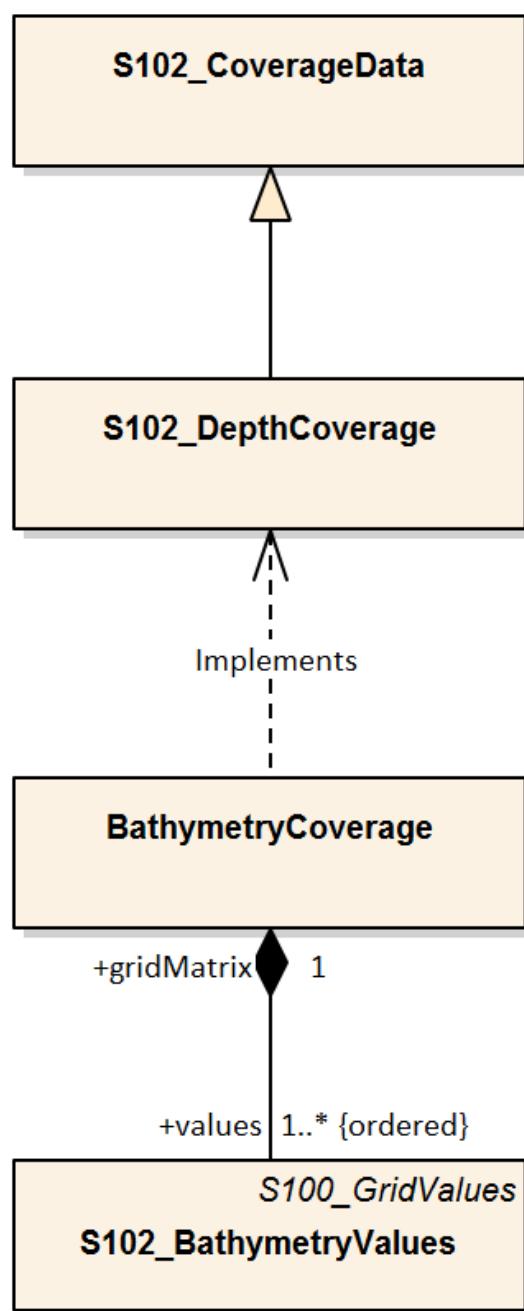 S102_CoverageData
S102_DepthCoverage
Implements
BathymetryCoverage
+gridMatrix 1
+values 1..* {ordered}
S100_GridValues
S102_BathymetryValues